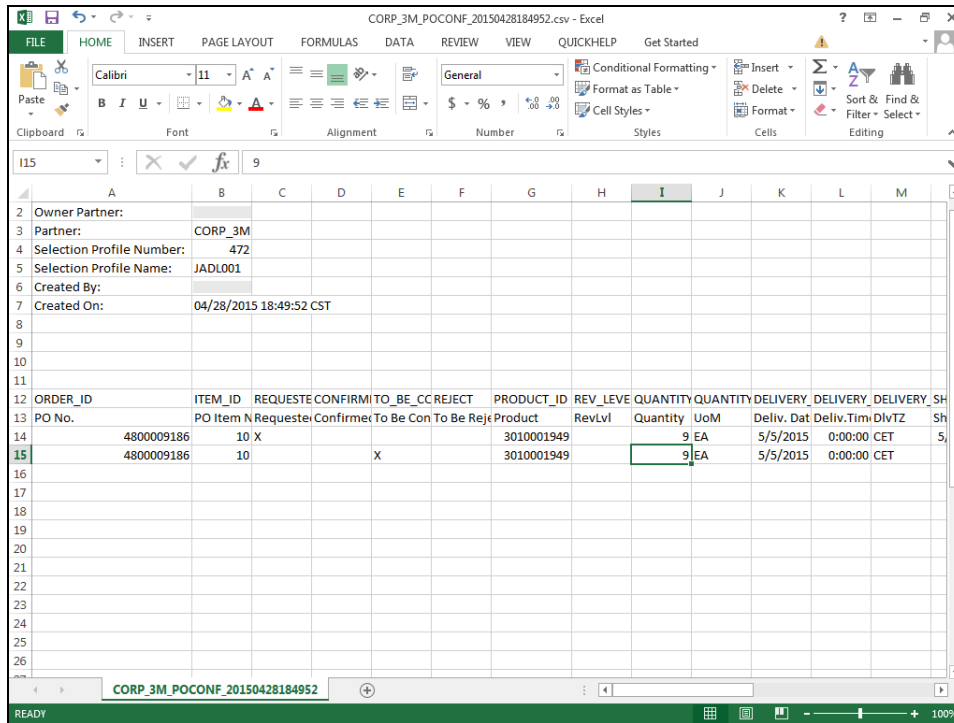 CORP_3M_POCONF_20150428184952.csv - Excel
FILE HOME INSERT PAGE LAYOUT FORMULAS DATA REVIEW VIEW QUICKHELP Get Started
Paste
Calibri 11 A A
B I U A
General
$ % , .00 .0
Conditional Formatting
Format as Table
Cell Styles
Insert
Delete
Format
Sort & Filter Find & Select
Clipboard Font Alignment Number Styles Cells Editing
I15 fx 9
A B C D E F G H I J K L M
2 Owner Partner:
3 Partner: CORP_3M
4 Selection Profile Number: 472
5 Selection Profile Name: JADL001
6 Created By:
7 Created On: 04/28/2015 18:49:52 CST
8
9
10
11
12 ORDER_ID ITEM_ID REQUESTE CONFIRMI TO_BE_CC REJECT PRODUCT_ID REV_LEVE QUANTITY QUANTITY DELIVERY_ DELIVERY_ DELIVERY_ SH
13 PO No. PO Item N Requested Confirmed To Be Con To Be Reje Product RevLvl Quantity UoM Deliv. Dat Deliv.Time DlvTZ Sh
14 4800009186 10 X 3010001949 9 EA 5/5/2015 0:00:00 CET 5/
15 4800009186 10 X 3010001949 9 EA 5/5/2015 0:00:00 CET
16
17
18
19
20
21
22
23
24
25
26
CORP_3M_POCONF_20150428184952
READY 100%